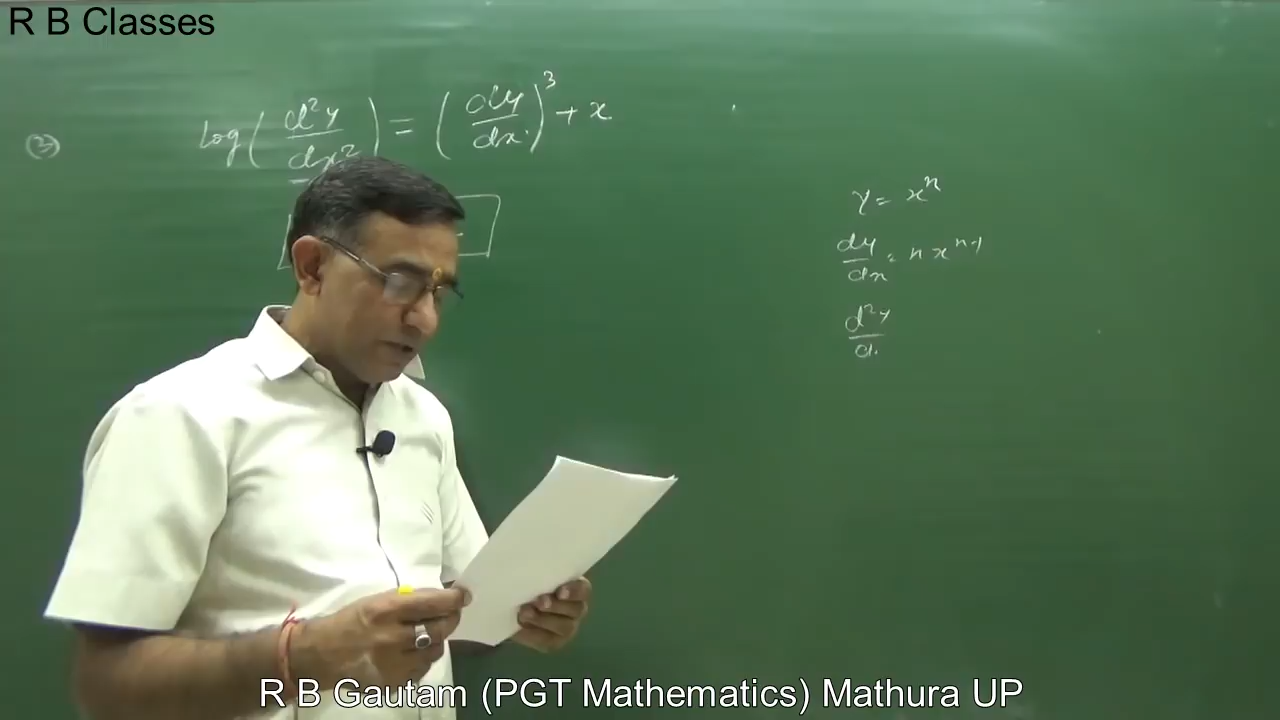 R B Classes
(3) log(d²y/dx²) = (dy/dx)³ + x
y = xⁿ
dy/dx = n xⁿ⁻¹
d²y/d
R B Gautam (PGT Mathematics) Mathura UP